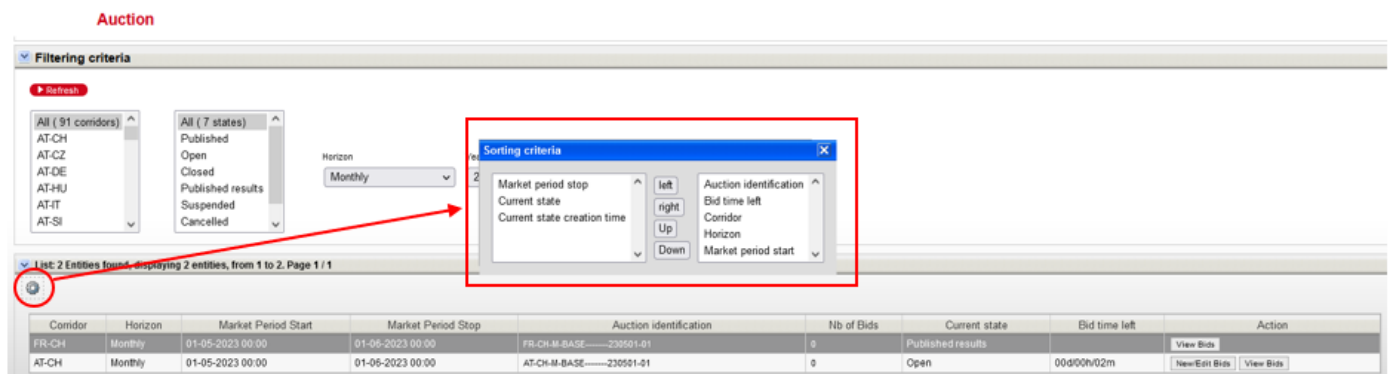 Auction
Filtering criteria
Refresh
All ( 91 corridors)
AT-CH
AT-CZ
AT-DE
AT-HU
AT-IT
AT-SI
All ( 7 states)
Published
Open
Closed
Published results
Suspended
Cancelled
Horizon
Monthly
2
Sorting criteria
Market period stop
Current state
Current state creation time
left
right
Up
Down
Auction identification
Bid time left
Corridor
Horizon
Market period start
List: 2 Entities found, displaying 2 entities, from 1 to 2. Page 1 / 1
Corridor Horizon Market Period Start Market Period Stop Auction identification Nb of Bids Current state Bid time left Action
FR-CH Monthly 01-05-2023 00:00 01-06-2023 00:00 FR-CH-M-BASE-------230501-01 0 Published results View Bids
AT-CH Monthly 01-05-2023 00:00 01-06-2023 00:00 AT-CH-M-BASE-------230501-01 0 Open 00d/00h/02m New/Edit Bids View Bids